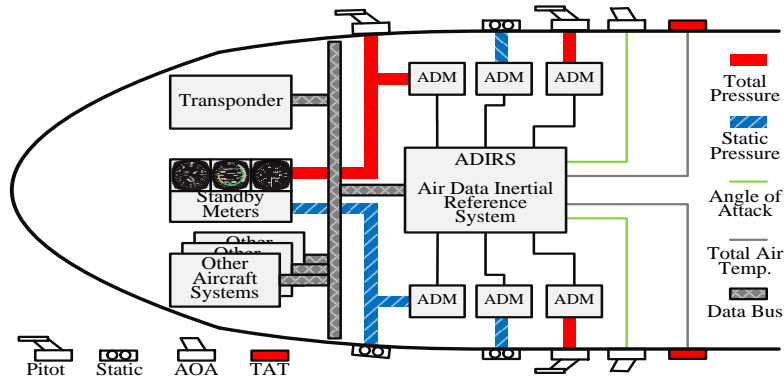 ADM
ADM
ADM
Transponder
Total
Pressure
Static
Pressure
ADIRS
Air Data Inertial
Reference
System
Standby
Meters
Angle of
Attack
Other
Other
Other
Aircraft
Systems
Total Air
Temp.
ADM
ADM
ADM
Data Bus
Pitot
Static
AOA
TAT